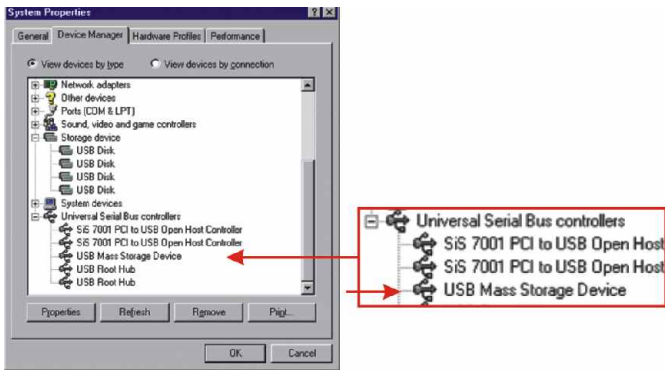 System Properties
General Device Manager Hardware Profiles Performance
View devices by type View devices by connection
Network adapters
Other devices
Ports (COM & LPT)
Sound, video and game controllers
Storage device
USB Disk
USB Disk
USB Disk
USB Disk
System devices
Universal Serial Bus controllers
SiS 7001 PCI to USB Open Host Controller
SiS 7001 PCI to USB Open Host Controller
USB Mass Storage Device
USB Root Hub
USB Root Hub
Properties Refresh Remove Print...
OK Cancel
Universal Serial Bus controllers
SiS 7001 PCI to USB Open Host
SiS 7001 PCI to USB Open Host
USB Mass Storage Device